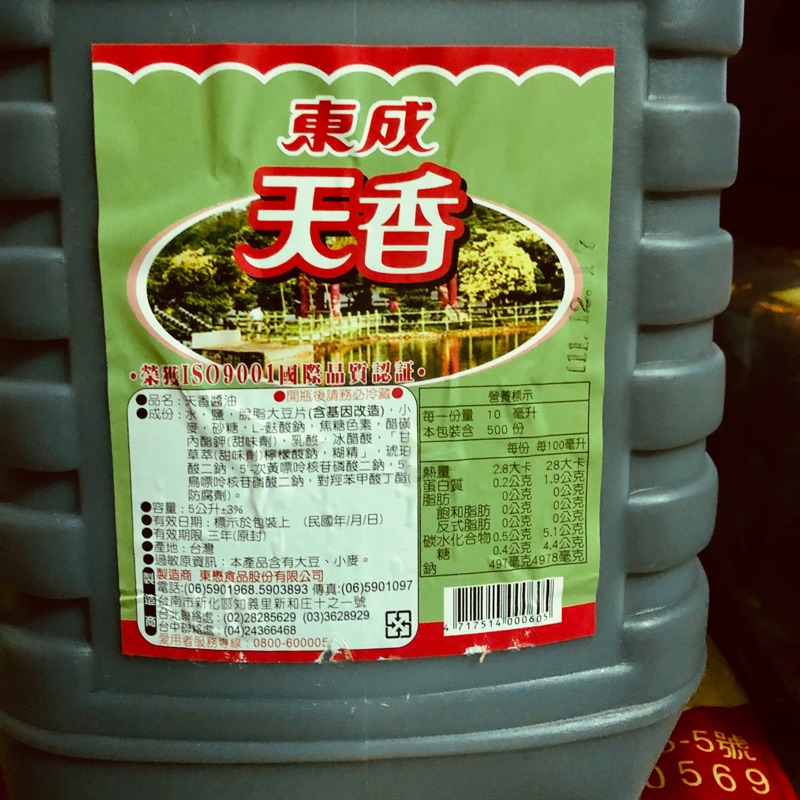 東成
天香
111.12.17
·榮獲ISO9001國際品質認証·
●品名:天香醬油 ●開瓶後請務必冷藏●
●成份:水,鹽,脫脂大豆片(含基因改造),小
麥,砂糖,L-麩酸鈉,焦糖色素,醋磺
內酯鉀(甜味劑),乳酸,冰醋酸,「甘
草萃(甜味劑)檸檬酸鈉,糊精」,琥珀
酸二鈉,5'-次黃嘌呤核苷磷酸二鈉,5'-
鳥嘌呤核苷磷酸二鈉,對羥苯甲酸丁酯(
防腐劑)。
●容量:5公升±3%
●有效日期:標示於包裝上 (民國年/月/日)
●有效期限 三年(原封)
●產地:台灣
●過敏原資訊:本產品含有大豆、小麥。
製造商
製造商 東懋食品股份有限公司
電話:(06)5901968.5903893 傳真:(06)5901097
台南市新化區知義里新和庄十之一號
台北聯絡處:(02)28285629 (03)3628929
台中聯絡處:(04)24366468
愛用者服務專線:0800-600005
營養標示
每一份量 10 毫升
本包裝含 500 份
每份 每100毫升
熱量 2.8大卡 28大卡
蛋白質 0.2公克 1.9公克
脂肪 0公克 0公克
飽和脂肪 0公克 0公克
反式脂肪 0公克 0公克
碳水化合物 0.5公克 5.1公克
糖 0.4公克 4.4公克
鈉 497毫克 4978毫克
4 717514 000605
-5號
0569